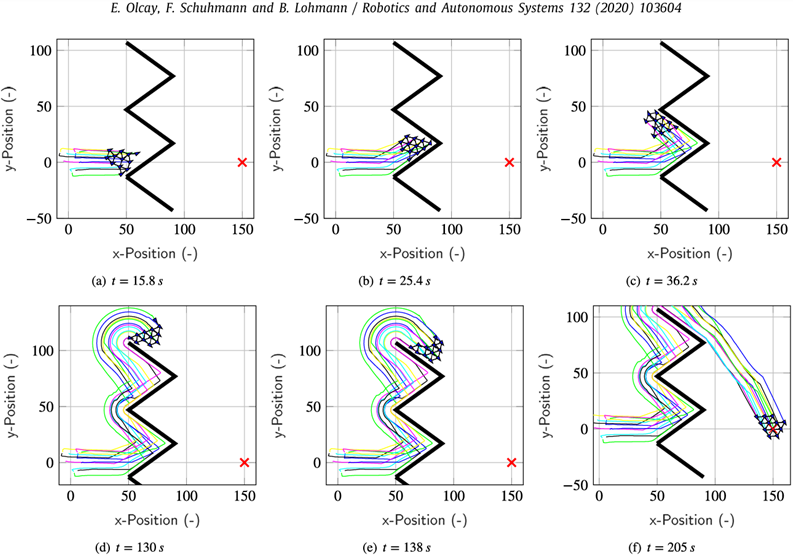 E. Olcay, F. Schuhmann and B. Lohmann / Robotics and Autonomous Systems 132 (2020) 103604
100
50
0
−50
y-Position (-)
0 50 100 150
x-Position (-)
(a) t = 15.8 s
100
50
0
−50
y-Position (-)
0 50 100 150
x-Position (-)
(b) t = 25.4 s
100
50
0
−50
y-Position (-)
0 50 100 150
x-Position (-)
(c) t = 36.2 s
100
50
0
y-Position (-)
0 50 100 150
x-Position (-)
(d) t = 130 s
100
50
0
y-Position (-)
0 50 100 150
x-Position (-)
(e) t = 138 s
100
50
0
−50
y-Position (-)
0 50 100 150
x-Position (-)
(f) t = 205 s